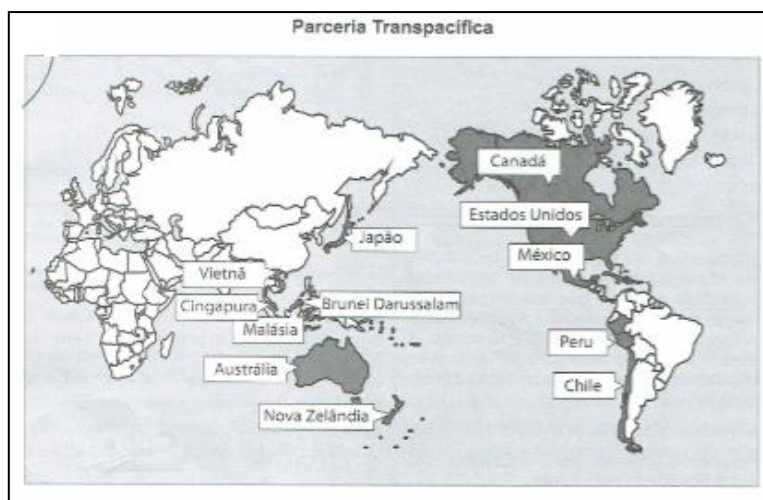 Parceria Transpacífica
Canadá
Estados Unidos
Japão
México
Vietnã
Cingapura
Brunei Darussalam
Malásia
Peru
Austrália
Chile
Nova Zelândia